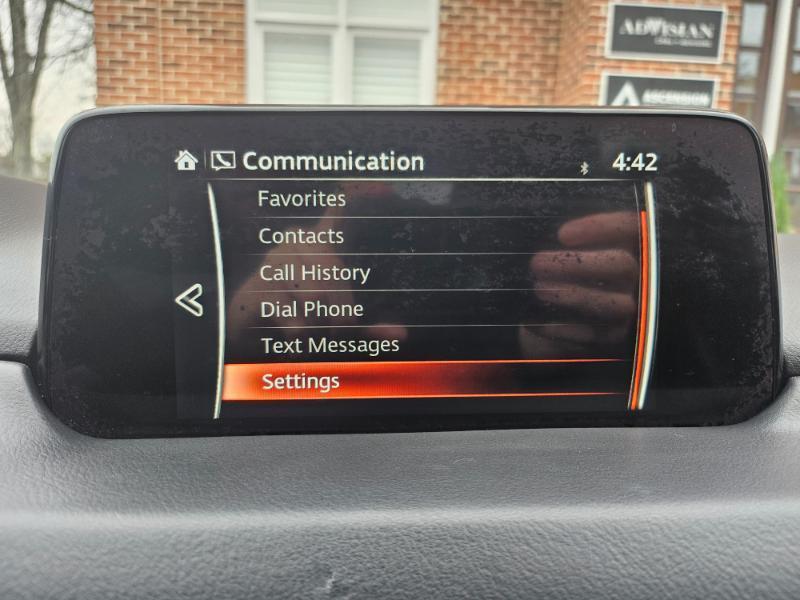 ADVISIAN
ASCENSION
Communication 4:42
Favorites
Contacts
Call History
Dial Phone
Text Messages
Settings